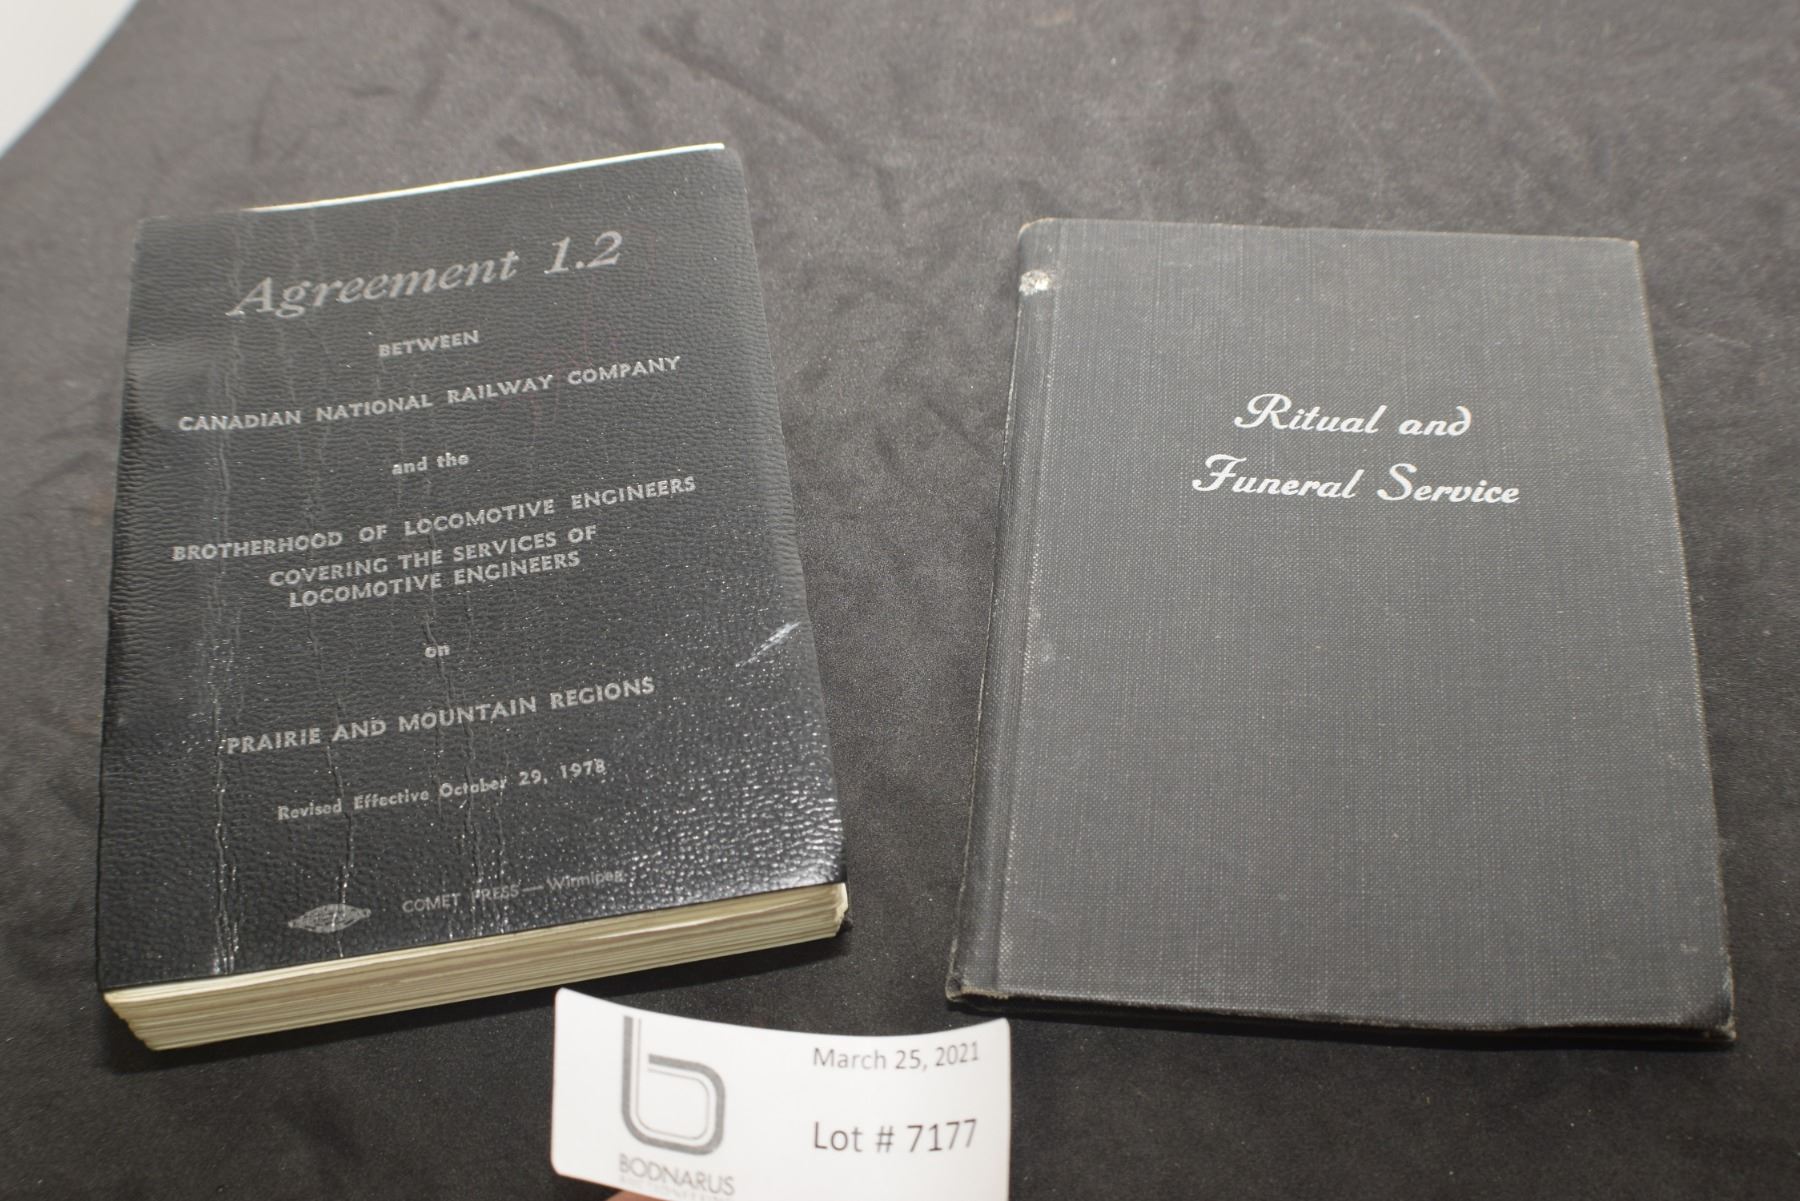 Agreement 1.2
BETWEEN
CANADIAN NATIONAL RAILWAY COMPANY
and the
BROTHERHOOD OF LOCOMOTIVE ENGINEERS
COVERING THE SERVICES OF
LOCOMOTIVE ENGINEERS
on
PRAIRIE AND MOUNTAIN REGIONS
Revised Effective October 29, 1978
COMET PRESS — Winnipeg
Ritual and
Funeral Service
March 25, 2021
Lot # 7177
BODNARUS